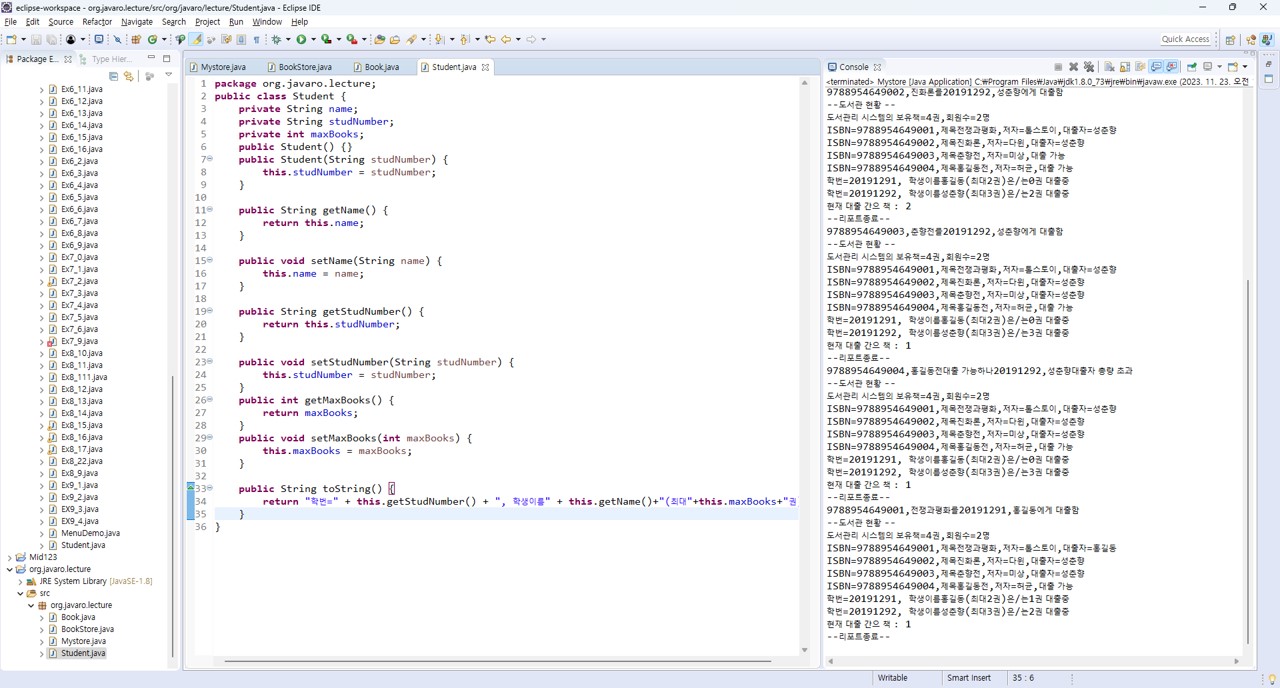 eclipse-workspace - org.javaro.lecture/src/org/javaro/lecture/Student.java - Eclipse IDE
File Edit Source Refactor Navigate Search Project Run Window Help
Quick Access
Package E... Type Hier...
Ex6_11.java
Ex6_12.java
Ex6_13.java
Ex6_14.java
Ex6_15.java
Ex6_16.java
Ex6_2.java
Ex6_3.java
Ex6_4.java
Ex6_5.java
Ex6_6.java
Ex6_7.java
Ex6_8.java
Ex6_9.java
Ex7_0.java
Ex7_1.java
Ex7_2.java
Ex7_3.java
Ex7_4.java
Ex7_5.java
Ex7_6.java
Ex7_9.java
Ex8_10.java
Ex8_11.java
Ex8_111.java
Ex8_12.java
Ex8_13.java
Ex8_14.java
Ex8_15.java
Ex8_16.java
Ex8_17.java
Ex8_22.java
Ex8_9.java
Ex9_1.java
Ex9_2.java
EX9_3.java
EX9_4.java
MenuDemo.java
Student.java
Mid123
org.javaro.lecture
JRE System Library [JavaSE-1.8]
src
org.javaro.lecture
Book.java
BookStore.java
Mystore.java
Student.java
Mystore.java BookStore.java Book.java Student.java
1 package org.javaro.lecture;
2 public class Student {
3 private String name;
4 private String studNumber;
5 private int maxBooks;
6 public Student() {}
7 public Student(String studNumber) {
8 this.studNumber = studNumber;
9 }
10
11 public String getName() {
12 return this.name;
13 }
14
15 public void setName(String name) {
16 this.name = name;
17 }
18
19 public String getStudNumber() {
20 return this.studNumber;
21 }
22
23 public void setStudNumber(String studNumber) {
24 this.studNumber = studNumber;
25 }
26 public int getMaxBooks() {
27 return maxBooks;
28 }
29 public void setMaxBooks(int maxBooks) {
30 this.maxBooks = maxBooks;
31 }
32
33 public String toString() {
34 return "학번=" + this.getStudNumber() + ", 학생이름" + this.getName()+"(최대"+this.maxBooks+"권
35 }
36 }
Console
<terminated> Mystore [Java Application] C:₩Program Files₩Java₩jdk1.8.0_73₩jre₩bin₩javaw.exe (2023. 11. 23. 오전
9788954649002,진화론를20191292,성춘향에게 대출함
--도서관 현황 --
도서관리 시스템의 보유책=4권,회원수=2명
ISBN=9788954649001,제목전쟁과평화,저자=톨스토이,대출자=성춘향
ISBN=9788954649002,제목진화론,저자=다윈,대출자=성춘향
ISBN=9788954649003,제목춘향전,저자=미상,대출 가능
ISBN=9788954649004,제목홍길동전,저자=허균,대출 가능
학번=20191291, 학생이름홍길동(최대2권)은/는0권 대출중
학번=20191292, 학생이름성춘향(최대3권)은/는2권 대출중
현재 대출 간으 책 : 2
--리포트종료--
9788954649003,춘향전를20191292,성춘향에게 대출함
--도서관 현황 --
도서관리 시스템의 보유책=4권,회원수=2명
ISBN=9788954649001,제목전쟁과평화,저자=톨스토이,대출자=성춘향
ISBN=9788954649002,제목진화론,저자=다윈,대출자=성춘향
ISBN=9788954649003,제목춘향전,저자=미상,대출자=성춘향
ISBN=9788954649004,제목홍길동전,저자=허균,대출 가능
학번=20191291, 학생이름홍길동(최대2권)은/는0권 대출중
학번=20191292, 학생이름성춘향(최대3권)은/는3권 대출중
현재 대출 간으 책 : 1
--리포트종료--
9788954649004,홍길동전대출 가능하나20191292,성춘향대출자 총량 초과
--도서관 현황 --
도서관리 시스템의 보유책=4권,회원수=2명
ISBN=9788954649001,제목전쟁과평화,저자=톨스토이,대출자=성춘향
ISBN=9788954649002,제목진화론,저자=다윈,대출자=성춘향
ISBN=9788954649003,제목춘향전,저자=미상,대출자=성춘향
ISBN=9788954649004,제목홍길동전,저자=허균,대출 가능
학번=20191291, 학생이름홍길동(최대2권)은/는0권 대출중
학번=20191292, 학생이름성춘향(최대3권)은/는3권 대출중
현재 대출 간으 책 : 1
--리포트종료--
9788954649001,전쟁과평화를20191291,홍길동에게 대출함
--도서관 현황 --
도서관리 시스템의 보유책=4권,회원수=2명
ISBN=9788954649001,제목전쟁과평화,저자=톨스토이,대출자=홍길동
ISBN=9788954649002,제목진화론,저자=다윈,대출자=성춘향
ISBN=9788954649003,제목춘향전,저자=미상,대출자=성춘향
ISBN=9788954649004,제목홍길동전,저자=허균,대출 가능
학번=20191291, 학생이름홍길동(최대2권)은/는1권 대출중
학번=20191292, 학생이름성춘향(최대3권)은/는2권 대출중
현재 대출 간으 책 : 1
--리포트종료--
Writable Smart Insert 35 : 6